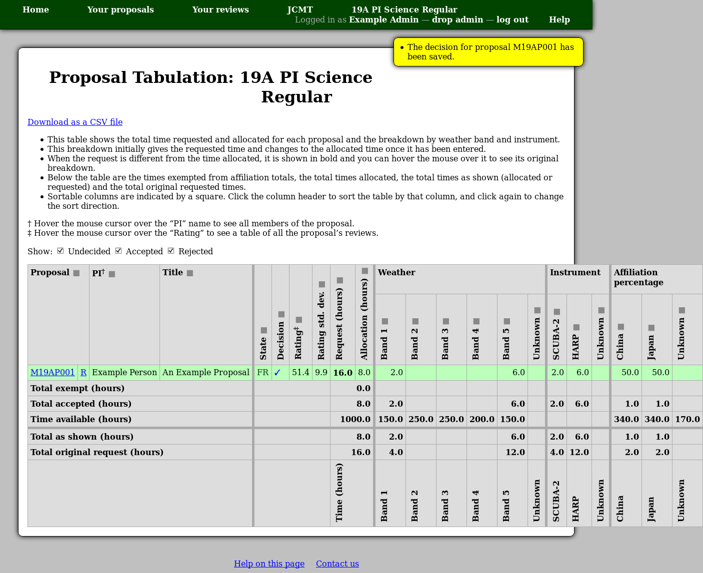 Home Your proposals Your reviews JCMT 19A PI Science Regular
Logged in as Example Admin — drop admin — log out Help
• The decision for proposal M19AP001 has
been saved.
Proposal Tabulation: 19A PI Science
Regular
Download as a CSV file
• This table shows the total time requested and allocated for each proposal and the breakdown by weather band and instrument.
• This breakdown initially gives the requested time and changes to the allocated time once it has been entered.
• When the request is different from the time allocated, it is shown in bold and you can hover the mouse over it to see its original
breakdown.
• Below the table are the times exempted from affiliation totals, the total times allocated, the total times as shown (allocated or
requested) and the total original requested times.
• Sortable columns are indicated by a square. Click the column header to sort the table by that column, and click again to change
the sort direction.
† Hover the mouse cursor over the “PI” name to see all members of the proposal.
‡ Hover the mouse cursor over the “Rating” to see a table of all the proposal’s reviews.
Show: Undecided Accepted Rejected
Proposal PI† Title State Decision Rating‡ Rating std. dev. Request (hours) Allocation (hours) Weather Instrument Affiliation
percentage
Band 1 Band 2 Band 3 Band 4 Band 5 Unknown SCUBA-2 HARP Unknown China Japan Unknown
M19AP001 R Example Person An Example Proposal FR ✓ 51.4 9.9 16.0 8.0 2.0 6.0 2.0 6.0 50.0 50.0
Total exempt (hours) 0.0
Total accepted (hours) 8.0 2.0 6.0 2.0 6.0 1.0 1.0
Time available (hours) 1000.0 150.0 250.0 250.0 200.0 150.0 340.0 340.0 170.0
Total as shown (hours) 8.0 2.0 6.0 2.0 6.0 1.0 1.0
Total original request (hours) 16.0 4.0 12.0 4.0 12.0 2.0 2.0
Time (hours) Band 1 Band 2 Band 3 Band 4 Band 5 Unknown SCUBA-2 HARP Unknown China Japan Unknown
Help on this page Contact us